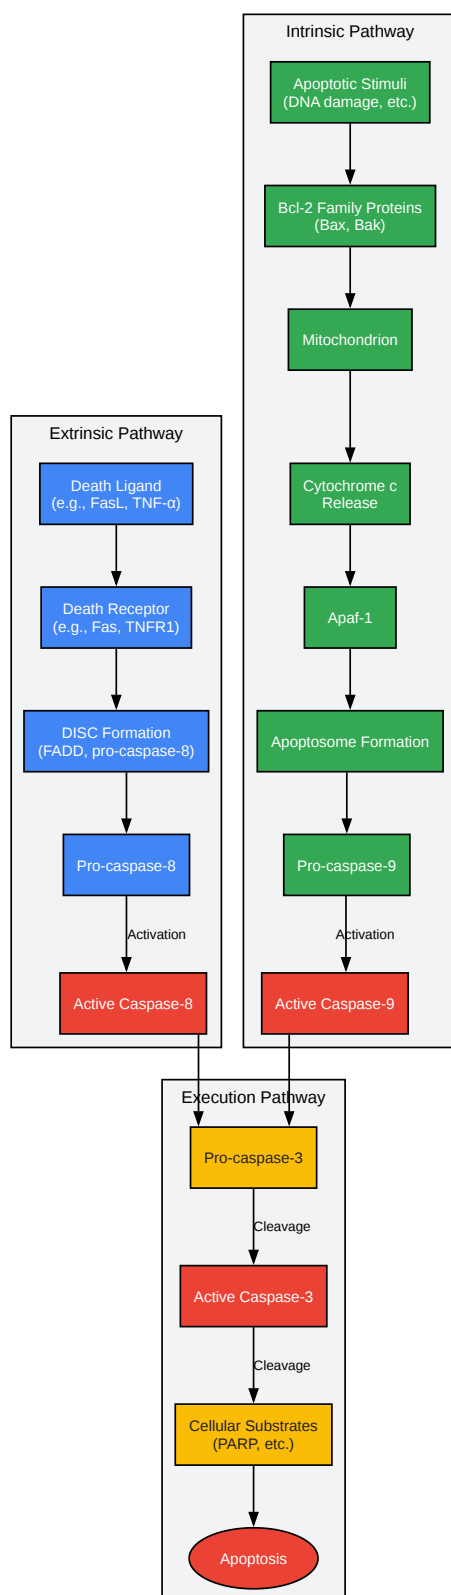 Intrinsic Pathway
Apoptotic Stimuli
(DNA damage, etc.)
Bcl-2 Family Proteins
(Bax, Bak)
Mitochondrion
Cytochrome c
Release
Apaf-1
Apoptosome Formation
Pro-caspase-9
Activation
Active Caspase-9
Extrinsic Pathway
Death Ligand
(e.g., FasL, TNF-α)
Death Receptor
(e.g., Fas, TNFR1)
DISC Formation
(FADD, pro-caspase-8)
Pro-caspase-8
Activation
Active Caspase-8
Execution Pathway
Pro-caspase-3
Cleavage
Active Caspase-3
Cleavage
Cellular Substrates
(PARP, etc.)
Apoptosis